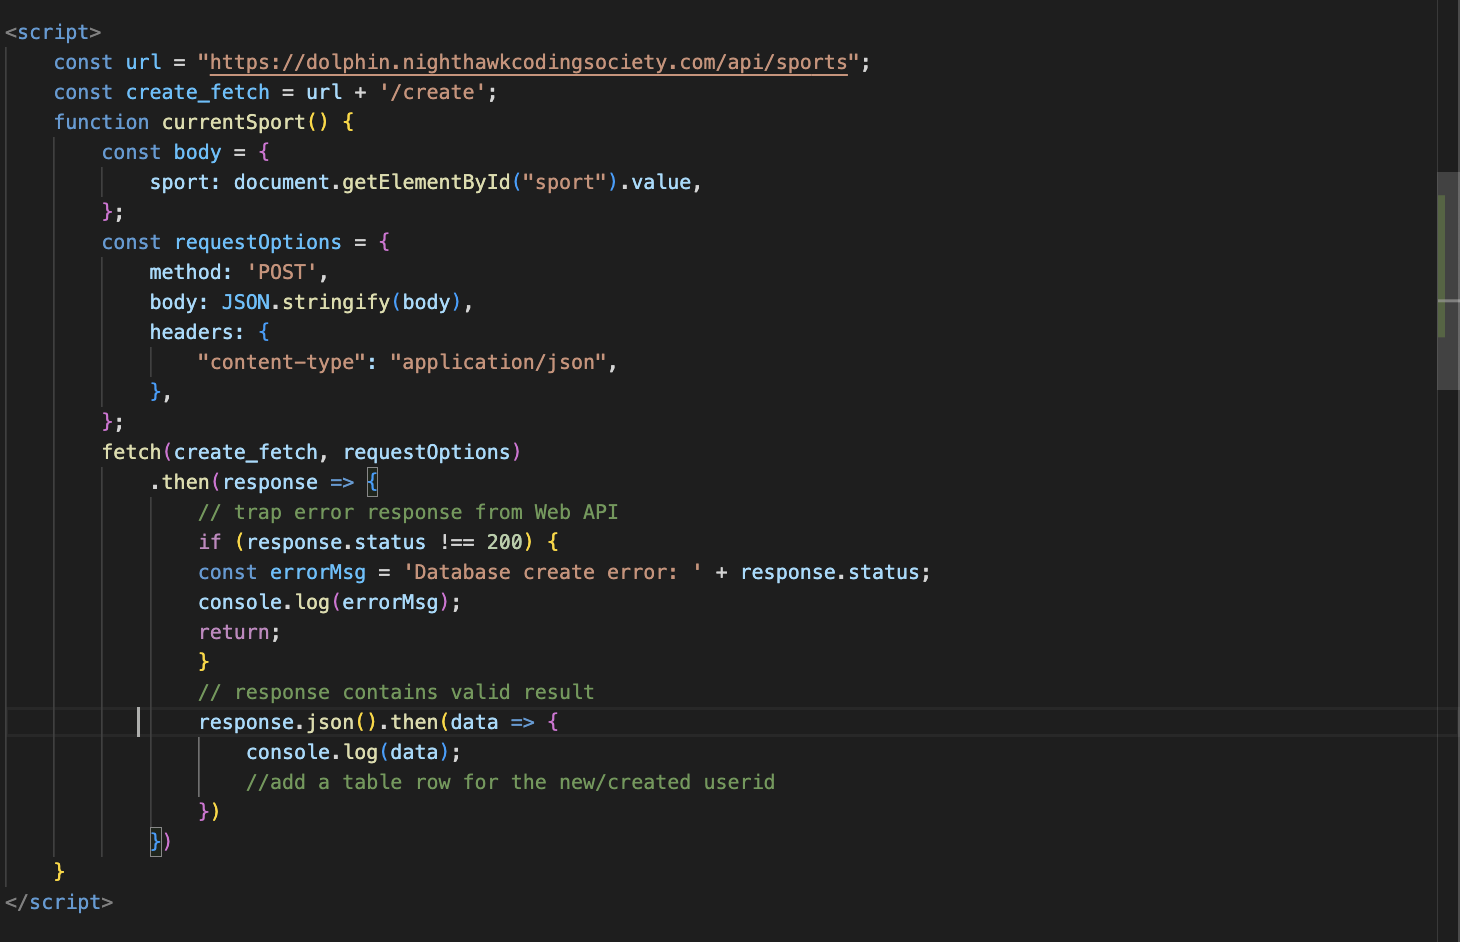 <script>
    const url = "https://dolphin.nighthawkcodingsociety.com/api/sports";
    const create_fetch = url + '/create';
    function currentSport() {
        const body = {
            sport: document.getElementById("sport").value,
        };
        const requestOptions = {
            method: 'POST',
            body: JSON.stringify(body),
            headers: {
                "content-type": "application/json",
            },
        };
        fetch(create_fetch, requestOptions)
            .then(response => {
                // trap error response from Web API
                if (response.status !== 200) {
                const errorMsg = 'Database create error: ' + response.status;
                console.log(errorMsg);
                return;
                }
                // response contains valid result
                response.json().then(data => {
                    console.log(data);
                    //add a table row for the new/created userid
                })
            })
    }
</script>